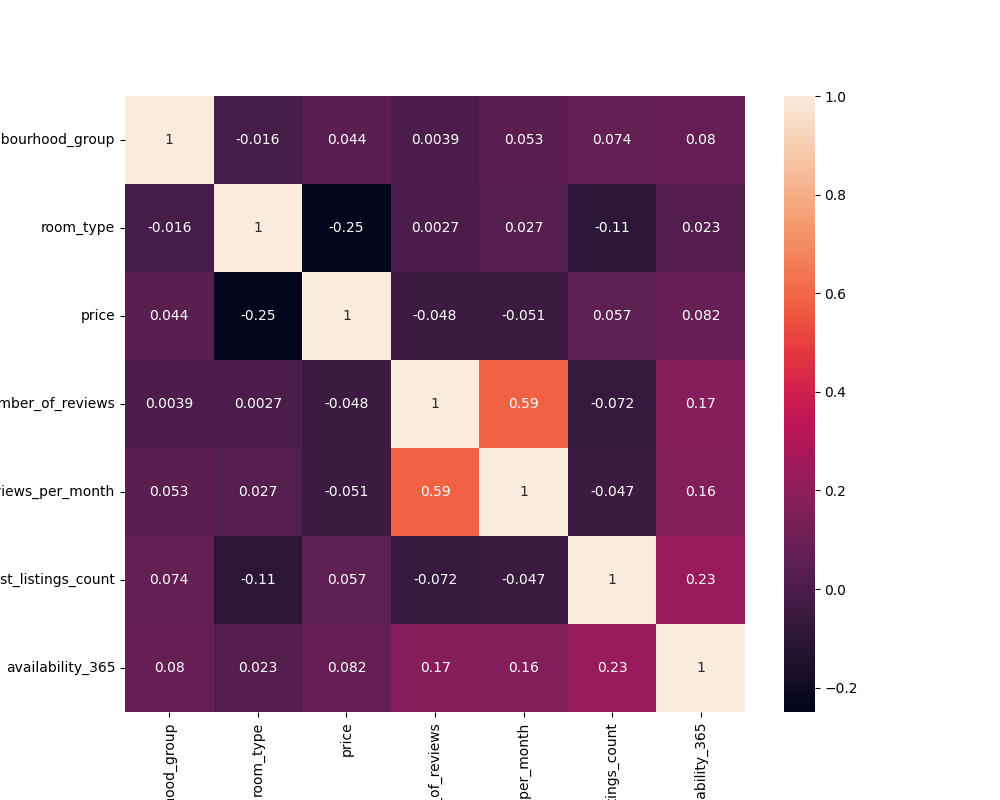 bourhood_group 1 -0.016 0.044 0.0039 0.053 0.074 0.08
room_type -0.016 1 -0.25 0.0027 0.027 -0.11 0.023
price 0.044 -0.25 1 -0.048 -0.051 0.057 0.082
mber_of_reviews 0.0039 0.0027 -0.048 1 0.59 -0.072 0.17
iews_per_month 0.053 0.027 -0.051 0.59 1 -0.047 0.16
st_listings_count 0.074 -0.11 0.057 -0.072 -0.047 1 0.23
availability_365 0.08 0.023 0.082 0.17 0.16 0.23 1
ood_group
room_type
price
_of_reviews
per_month
tings_count
ability_365
1.0
0.8
0.6
0.4
0.2
0.0
−0.2